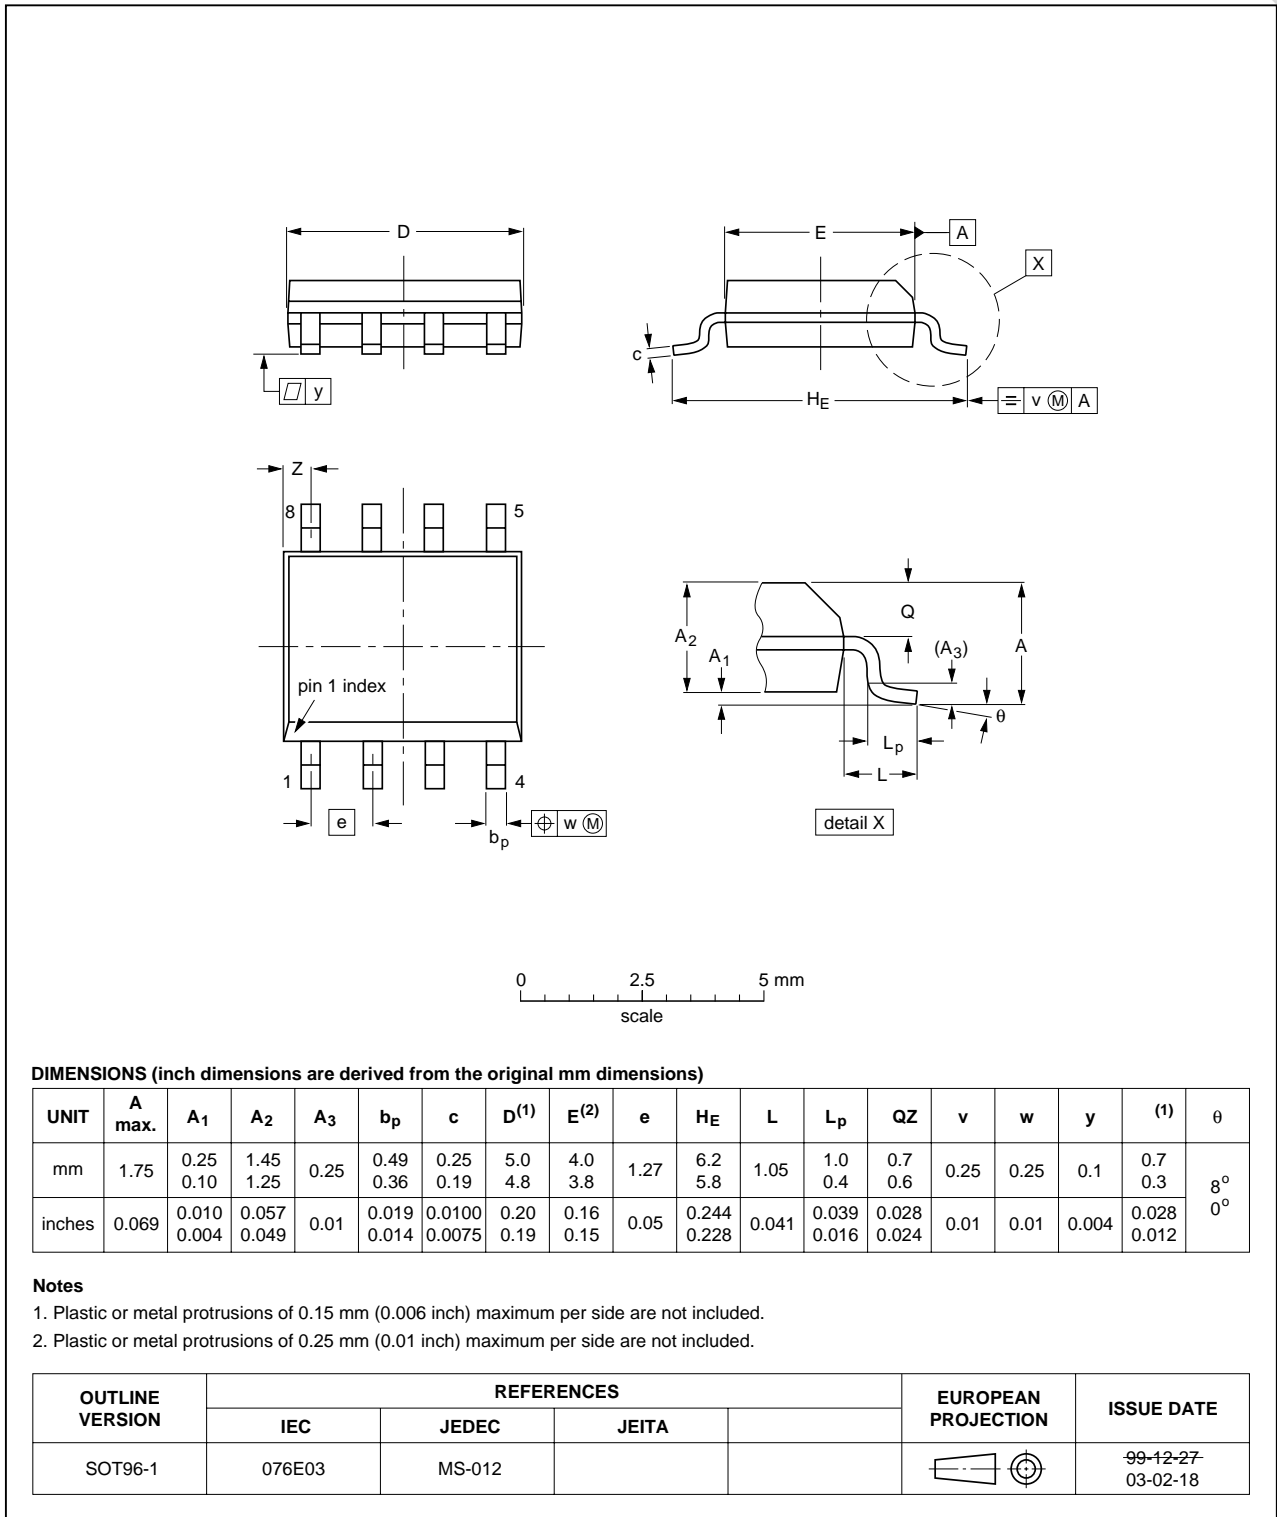 D
y
E
A
X
c
HE
v M A
Z
8
5
pin 1 index
1
4
e
bp
w M
A2
A1
Q
(A3)
A
θ
Lp
L
detail X
0 2.5 5 mm
scale
DIMENSIONS (inch dimensions are derived from the original mm dimensions)
UNIT A max. A1 A2 A3 bp c D(1) E(2) e HE L Lp QZ v w y (1) θ
mm 1.75 0.25 0.10 1.45 1.25 0.25 0.49 0.36 0.25 0.19 5.0 4.8 4.0 3.8 1.27 6.2 5.8 1.05 1.0 0.4 0.7 0.6 0.25 0.25 0.1 0.7 0.3 8o 0o
inches 0.069 0.010 0.004 0.057 0.049 0.01 0.019 0.014 0.0100 0.0075 0.20 0.19 0.16 0.15 0.05 0.244 0.228 0.041 0.039 0.016 0.028 0.024 0.01 0.01 0.004 0.028 0.012
Notes
1. Plastic or metal protrusions of 0.15 mm (0.006 inch) maximum per side are not included.
2. Plastic or metal protrusions of 0.25 mm (0.01 inch) maximum per side are not included.
OUTLINE VERSION REFERENCES EUROPEAN PROJECTION ISSUE DATE
IEC JEDEC JEITA
SOT96-1 076E03 MS-012 99-12-27
03-02-18